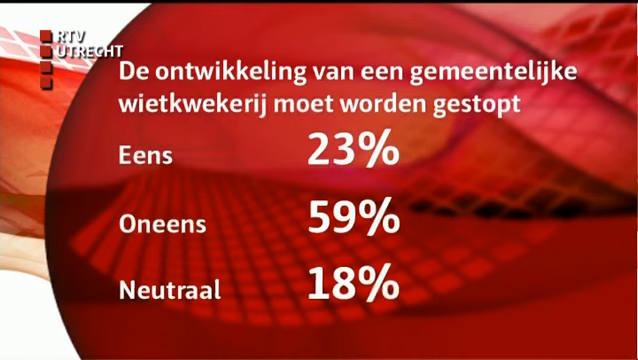 RTV
UTRECHT
De ontwikkeling van een gemeentelijke
wietkwekerij moet worden gestopt
Eens 23%
Oneens 59%
Neutraal 18%